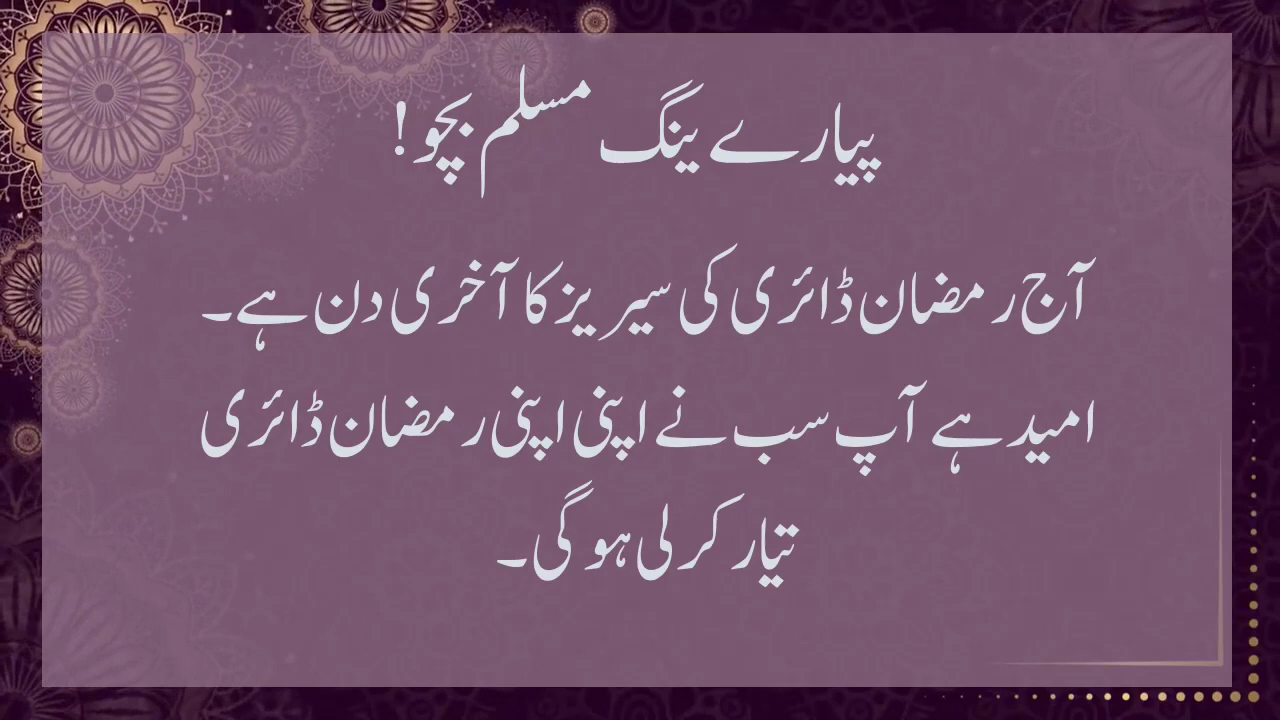 پیارے ینگ مسلم بچو!
آج رمضان ڈائری کی سیریز کا آخری دن ہے۔
امید ہے آپ سب نے اپنی اپنی رمضان ڈائری
تیار کر لی ہو گی۔